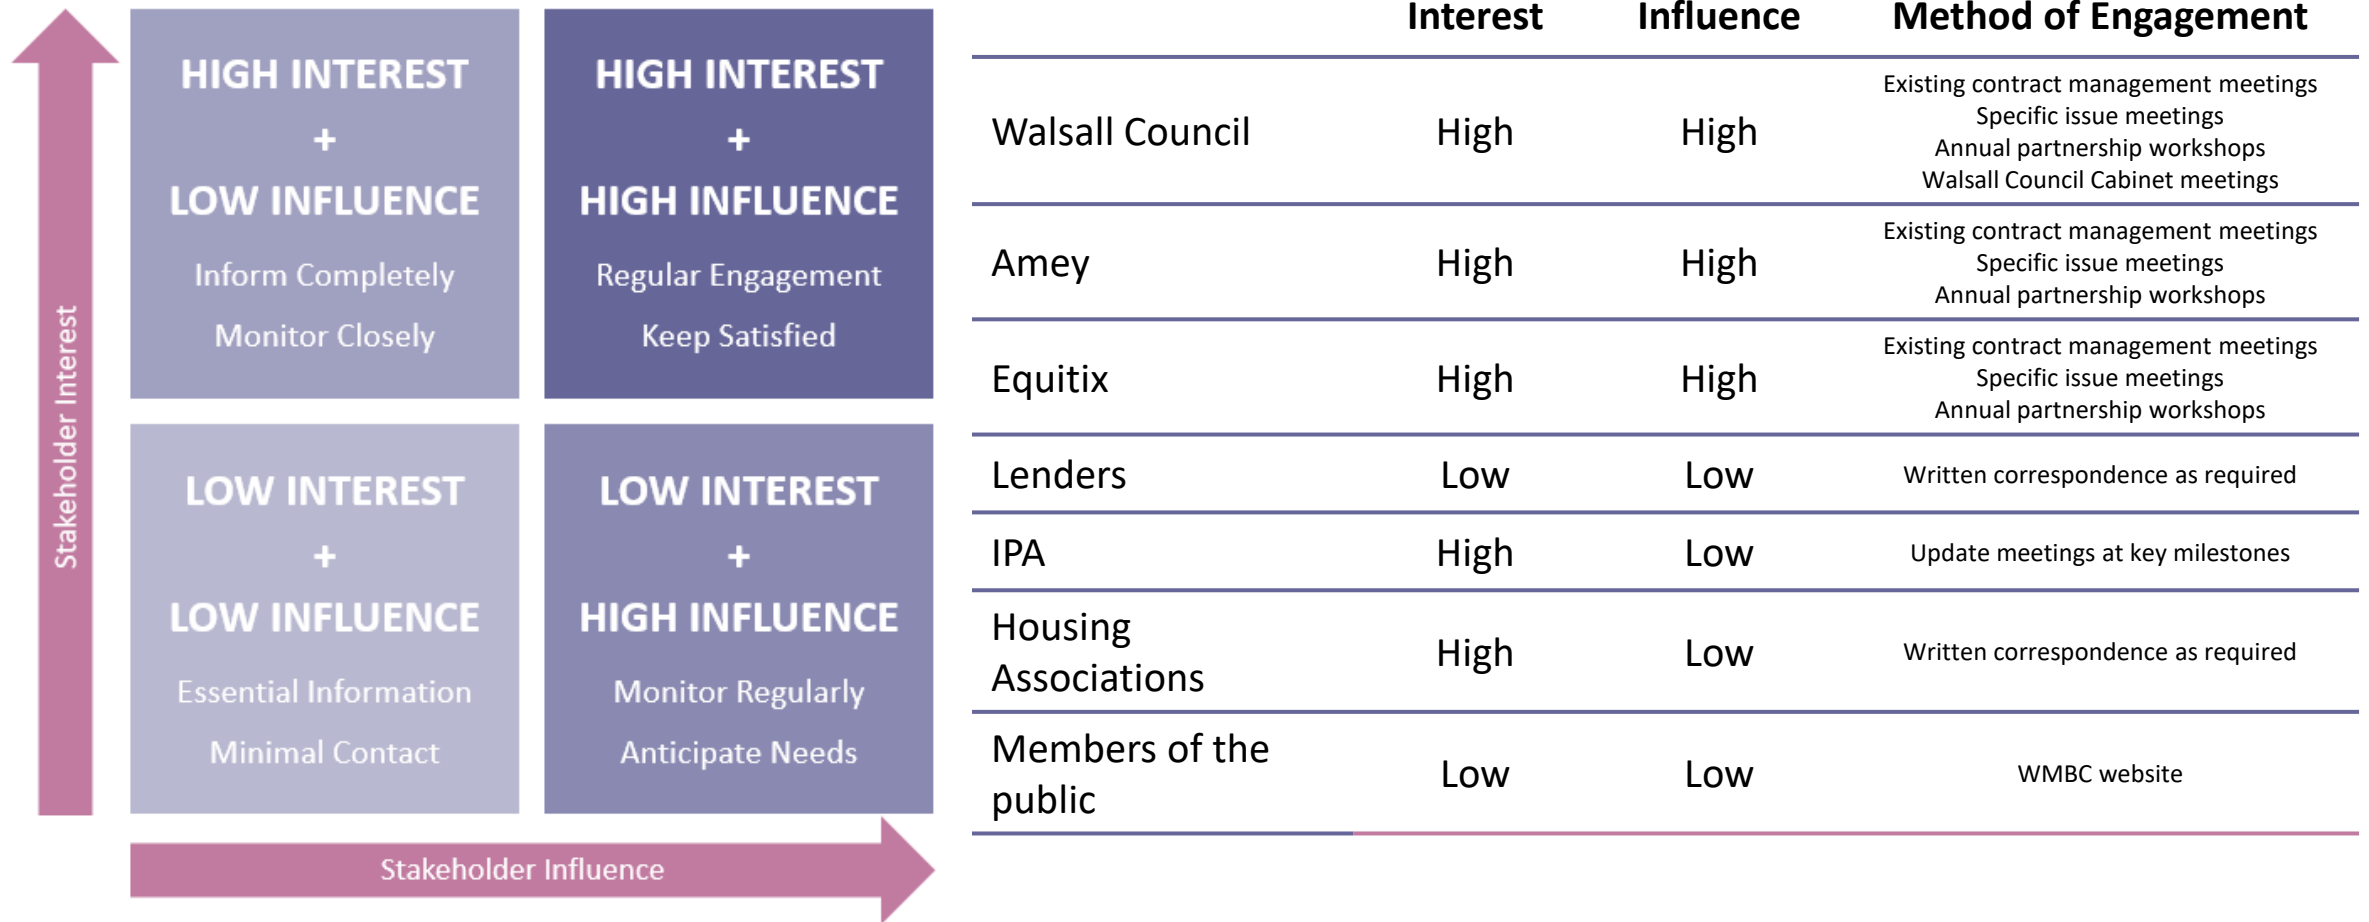 Stakeholder Interest
HIGH INTEREST
+
LOW INFLUENCE
Inform Completely
Monitor Closely
HIGH INTEREST
+
HIGH INFLUENCE
Regular Engagement
Keep Satisfied
LOW INTEREST
+
LOW INFLUENCE
Essential Information
Minimal Contact
LOW INTEREST
+
HIGH INFLUENCE
Monitor Regularly
Anticipate Needs
Stakeholder Influence
Interest Influence Method of Engagement
Walsall Council High High
Existing contract management meetings
Specific issue meetings
Annual partnership workshops
Walsall Council Cabinet meetings
Amey High High
Existing contract management meetings
Specific issue meetings
Annual partnership workshops
Equitix High High
Existing contract management meetings
Specific issue meetings
Annual partnership workshops
Lenders Low Low Written correspondence as required
IPA High Low Update meetings at key milestones
Housing
Associations
High Low Written correspondence as required
Members of the
public
Low Low WMBC website